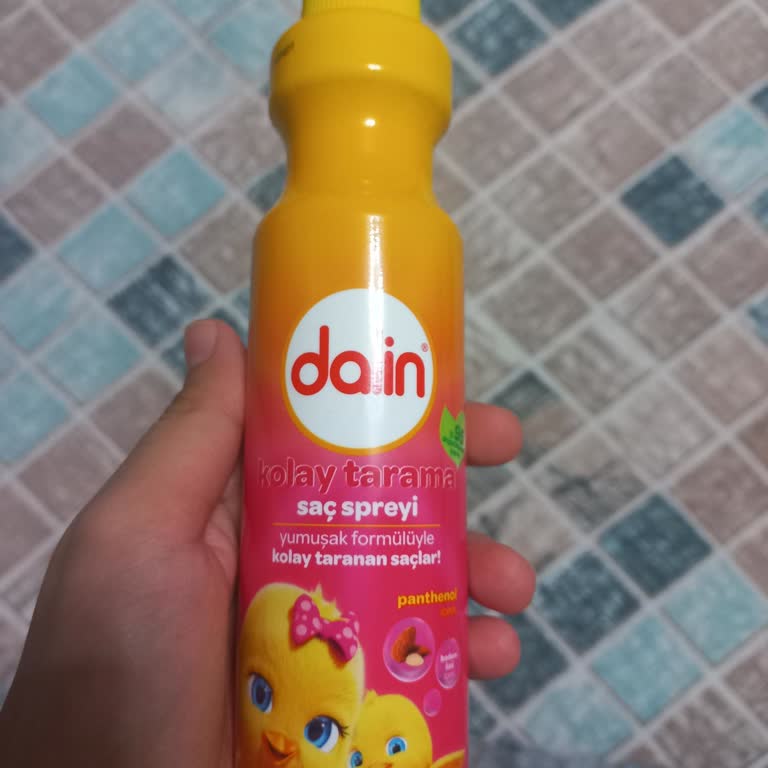 dalin®
kolay tarama
saç spreyi
yumuşak formülüyle
kolay taranan saçlar!
panthenol